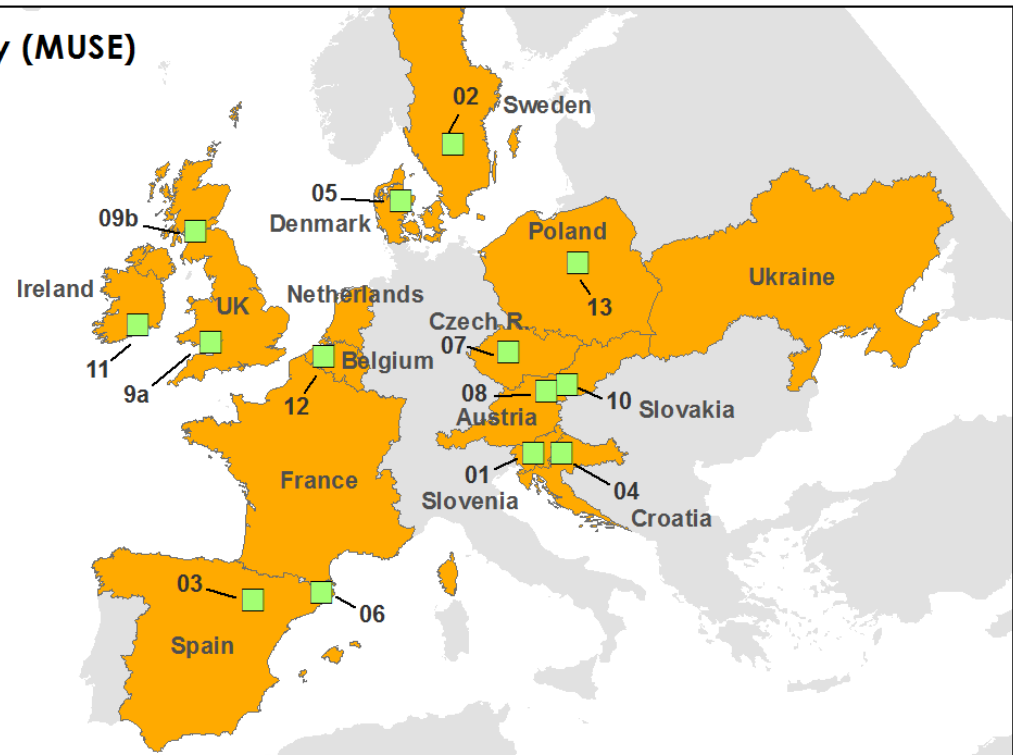 y (MUSE)
02
Sweden
05
Denmark
09b
Poland
Ukraine
Ireland
Netherlands
UK
13
Czech R.
07
Belgium
11
9a
12
08
10
Slovakia
Austria
01
04
Slovenia
Croatia
France
03
06
Spain